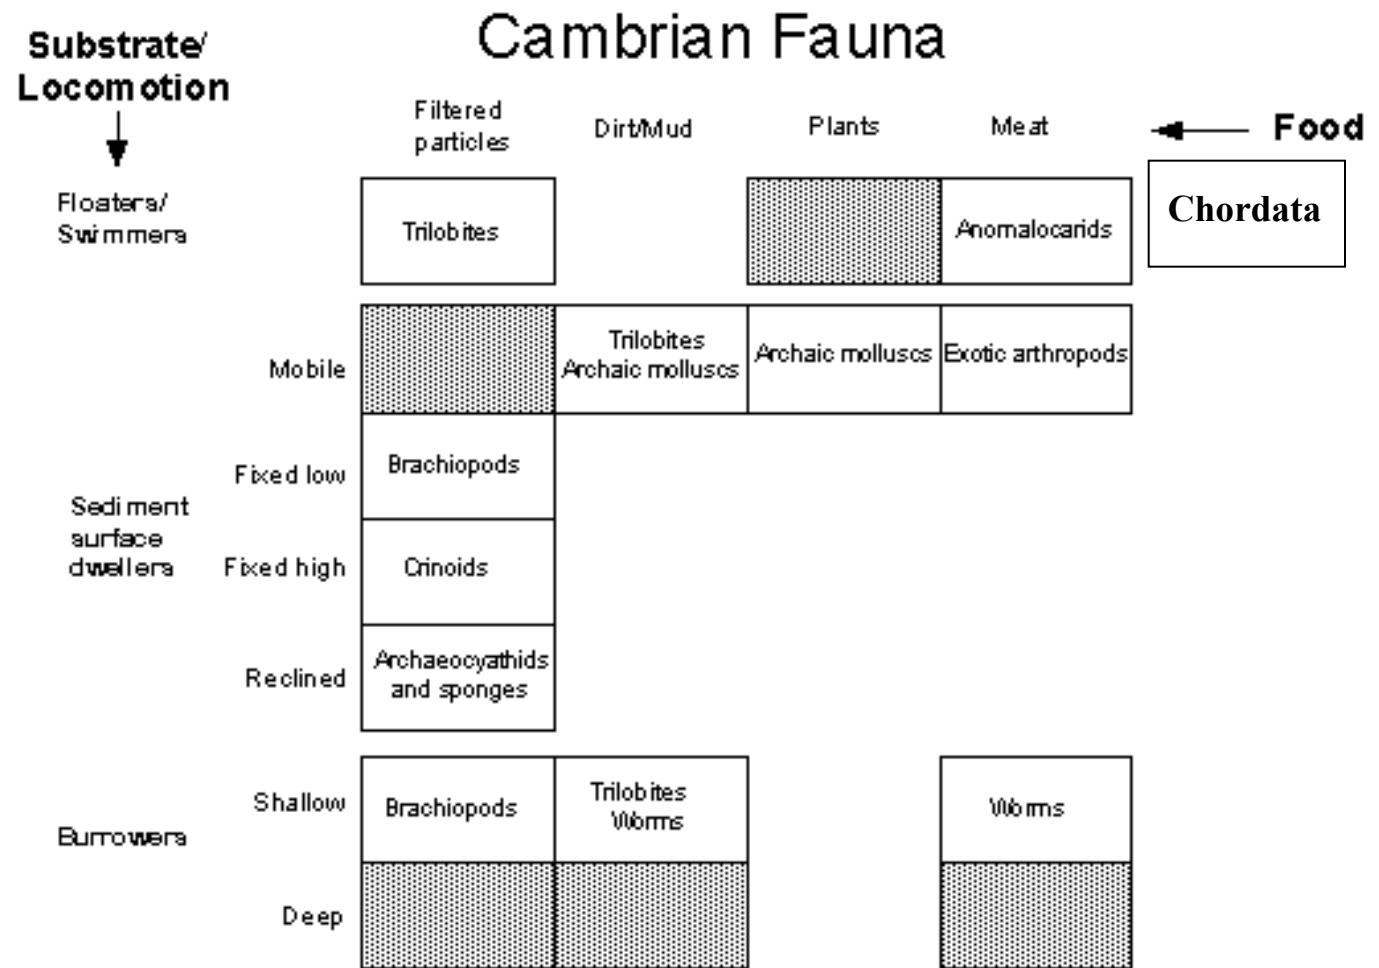 Cambrian Fauna
Substrate/
Locomotion
Filtered
particles
Dirt/Mud
Plants
Meat
Food
Floaters/
Swimmers
Trilobites
Anomalocarids
Chordata
Mobile
Trilobites
Archaic molluscs
Archaic molluscs
Exotic arthropods
Sediment
surface
dwellers
Fixed low
Brachiopods
Fixed high
Crinoids
Reclined
Archaeocyathids
and sponges
Burrowers
Shallow
Brachiopods
Trilobites
Worms
Worms
Deep